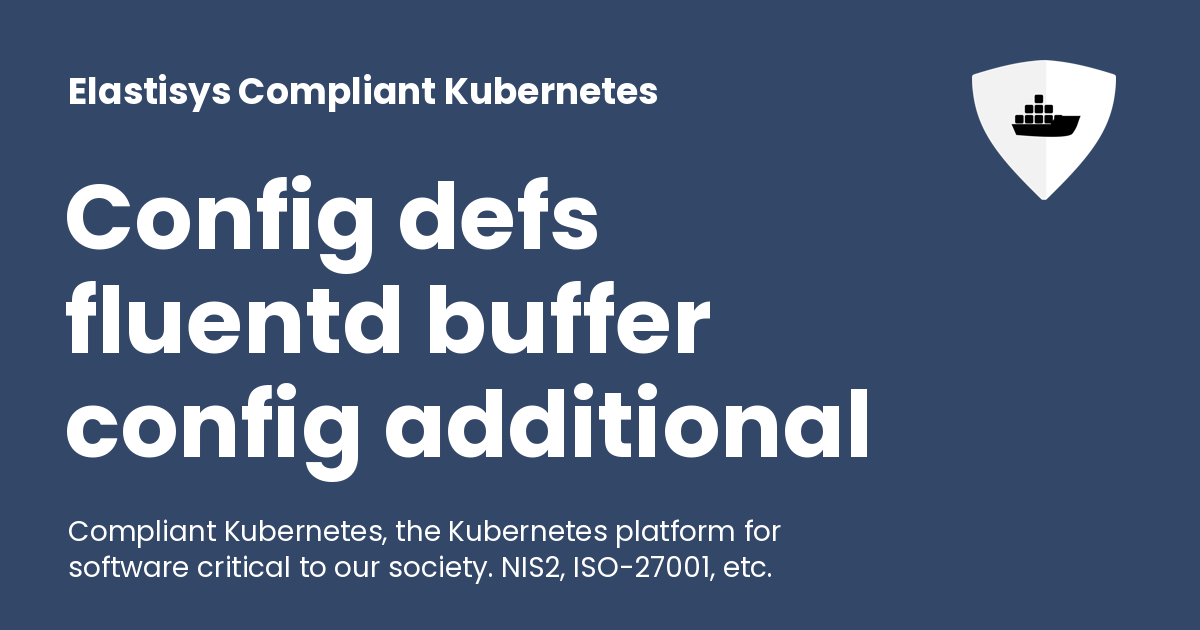 Elastisys Compliant Kubernetes
Config defs
fluentd buffer
config additional
Compliant Kubernetes, the Kubernetes platform for
software critical to our society. NIS2, ISO-27001, etc.